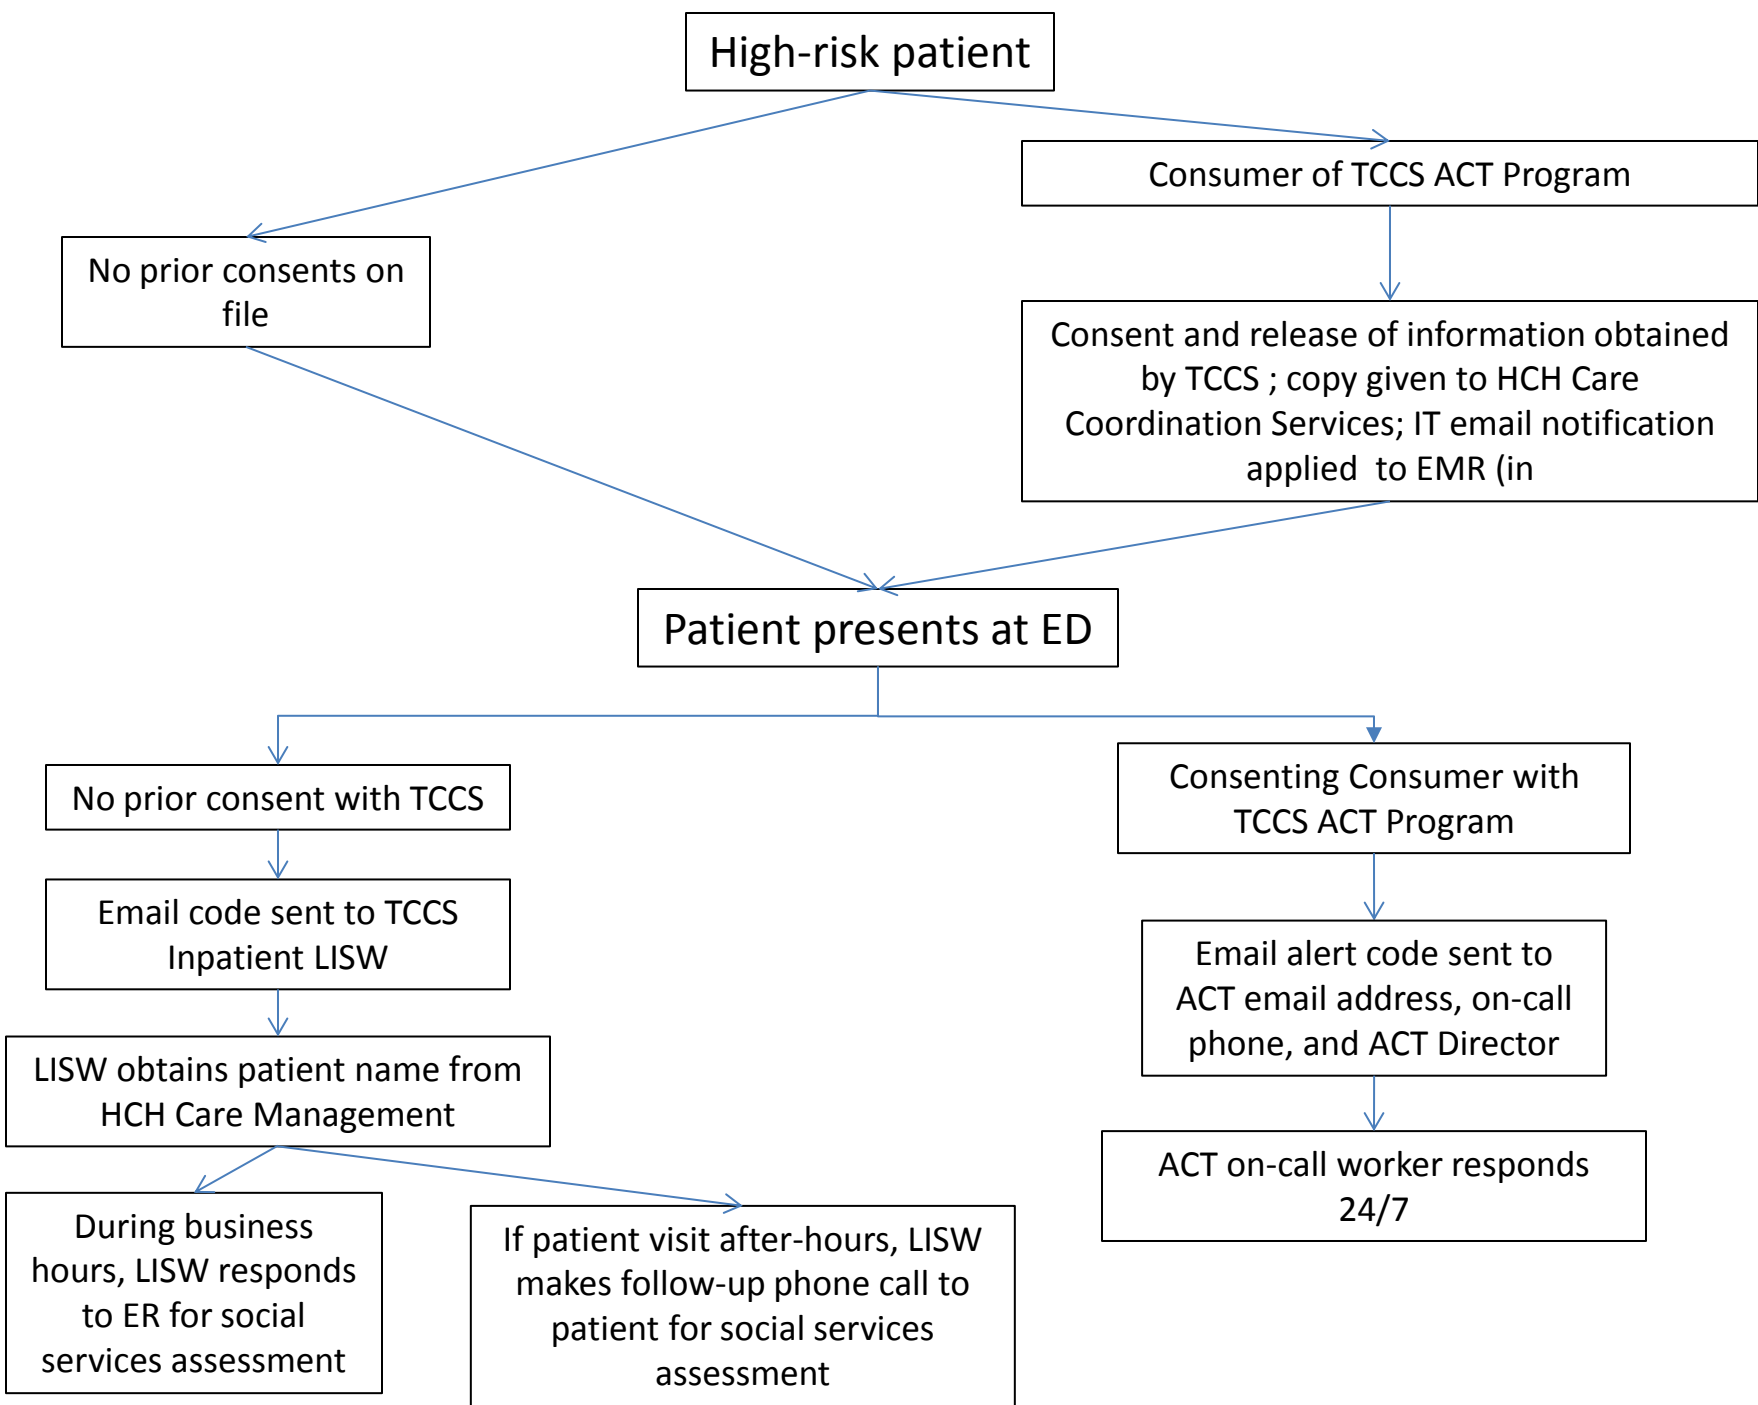 High-risk patient
Consumer of TCCS ACT Program
No prior consents on
file
Consent and release of information obtained
by TCCS ; copy given to HCH Care
Coordination Services; IT email notification
applied  to EMR (in
Patient presents at ED
No prior consent with TCCS
Consenting Consumer with
TCCS ACT Program
Email code sent to TCCS
Inpatient LISW
Email alert code sent to
ACT email address, on-call
phone, and ACT Director
LISW obtains patient name from
HCH Care Management
ACT on-call worker responds
24/7
During business
hours, LISW responds
to ER for social
services assessment
If patient visit after-hours, LISW
makes follow-up phone call to
patient for social services
assessment